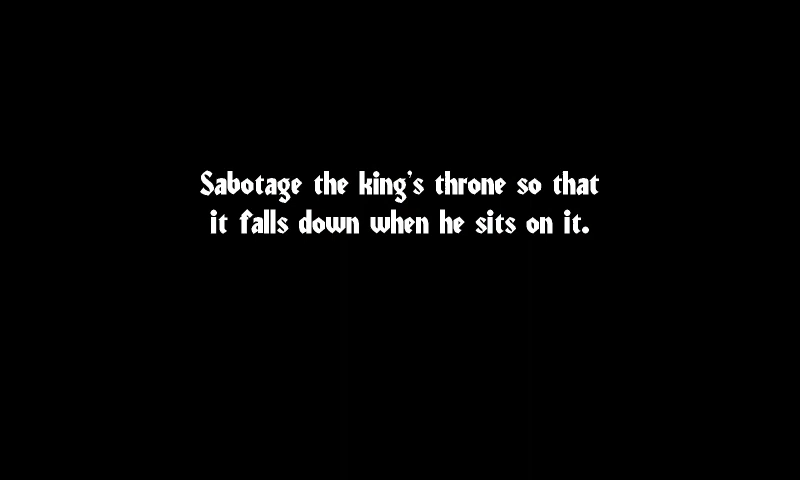 Sabotage the king's throne so that
it falls down when he sits on it.